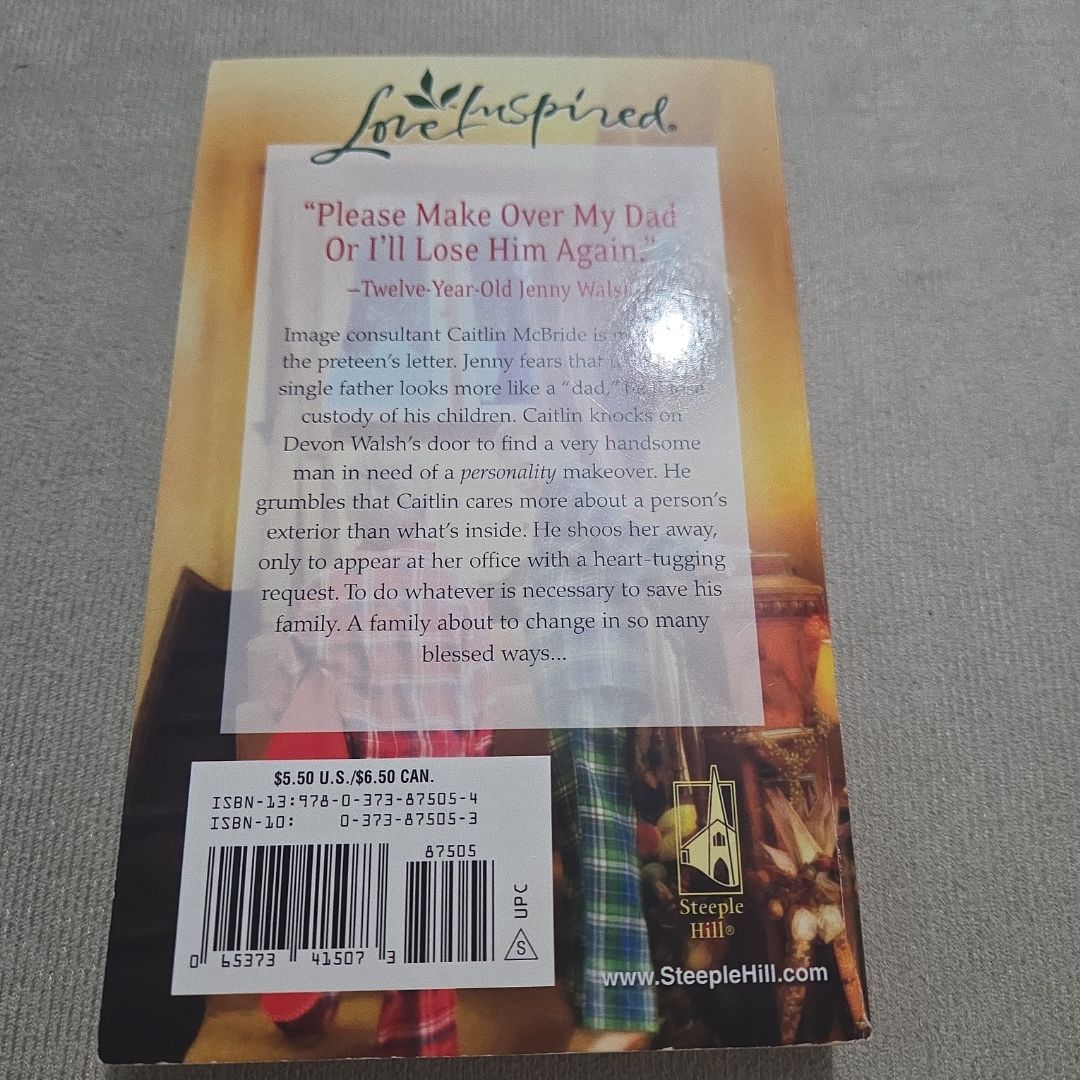 Love Inspired®
“Please Make Over My Dad
Or I’ll Lose Him Again.”
–Twelve-Year-Old Jenny Walsh
Image consultant Caitlin McBride is
the preteen’s letter. Jenny fears that
single father looks more like a “dad,”
custody of his children. Caitlin knocks on
Devon Walsh’s door to find a very handsome
man in need of a personality makeover. He
grumbles that Caitlin cares more about a person’s
exterior than what’s inside. He shoos her away,
only to appear at her office with a heart-tugging
request. To do whatever is necessary to save his
family. A family about to change in so many
blessed ways...
$5.50 U.S./$6.50 CAN.
ISBN-13:978-0-373-87505-4
ISBN-10: 0-373-87505-3
87505
0 65373 41507 3
S UPC
Steeple
Hill®
www.SteepleHill.com